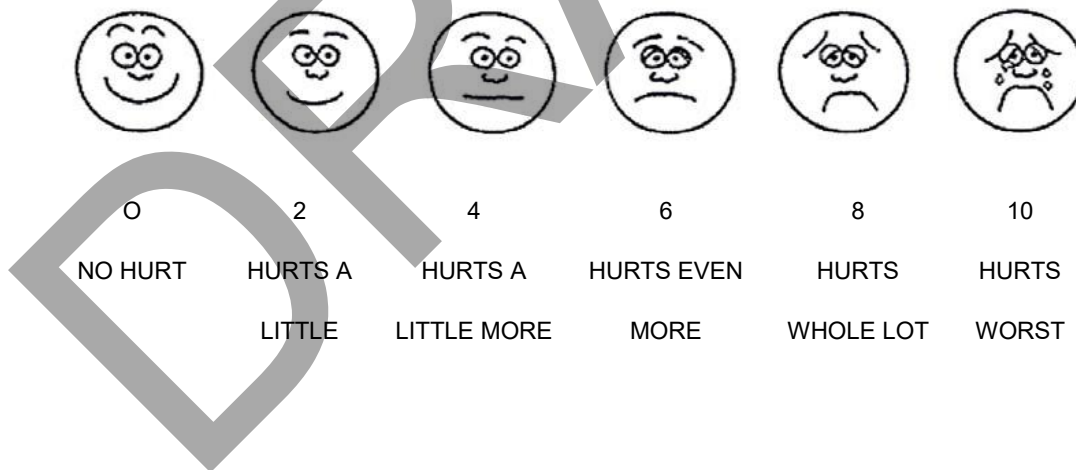 O 2 4 6 8 10
NO HURT HURTS A HURTS A HURTS EVEN HURTS HURTS
LITTLE LITTLE MORE MORE WHOLE LOT WORST